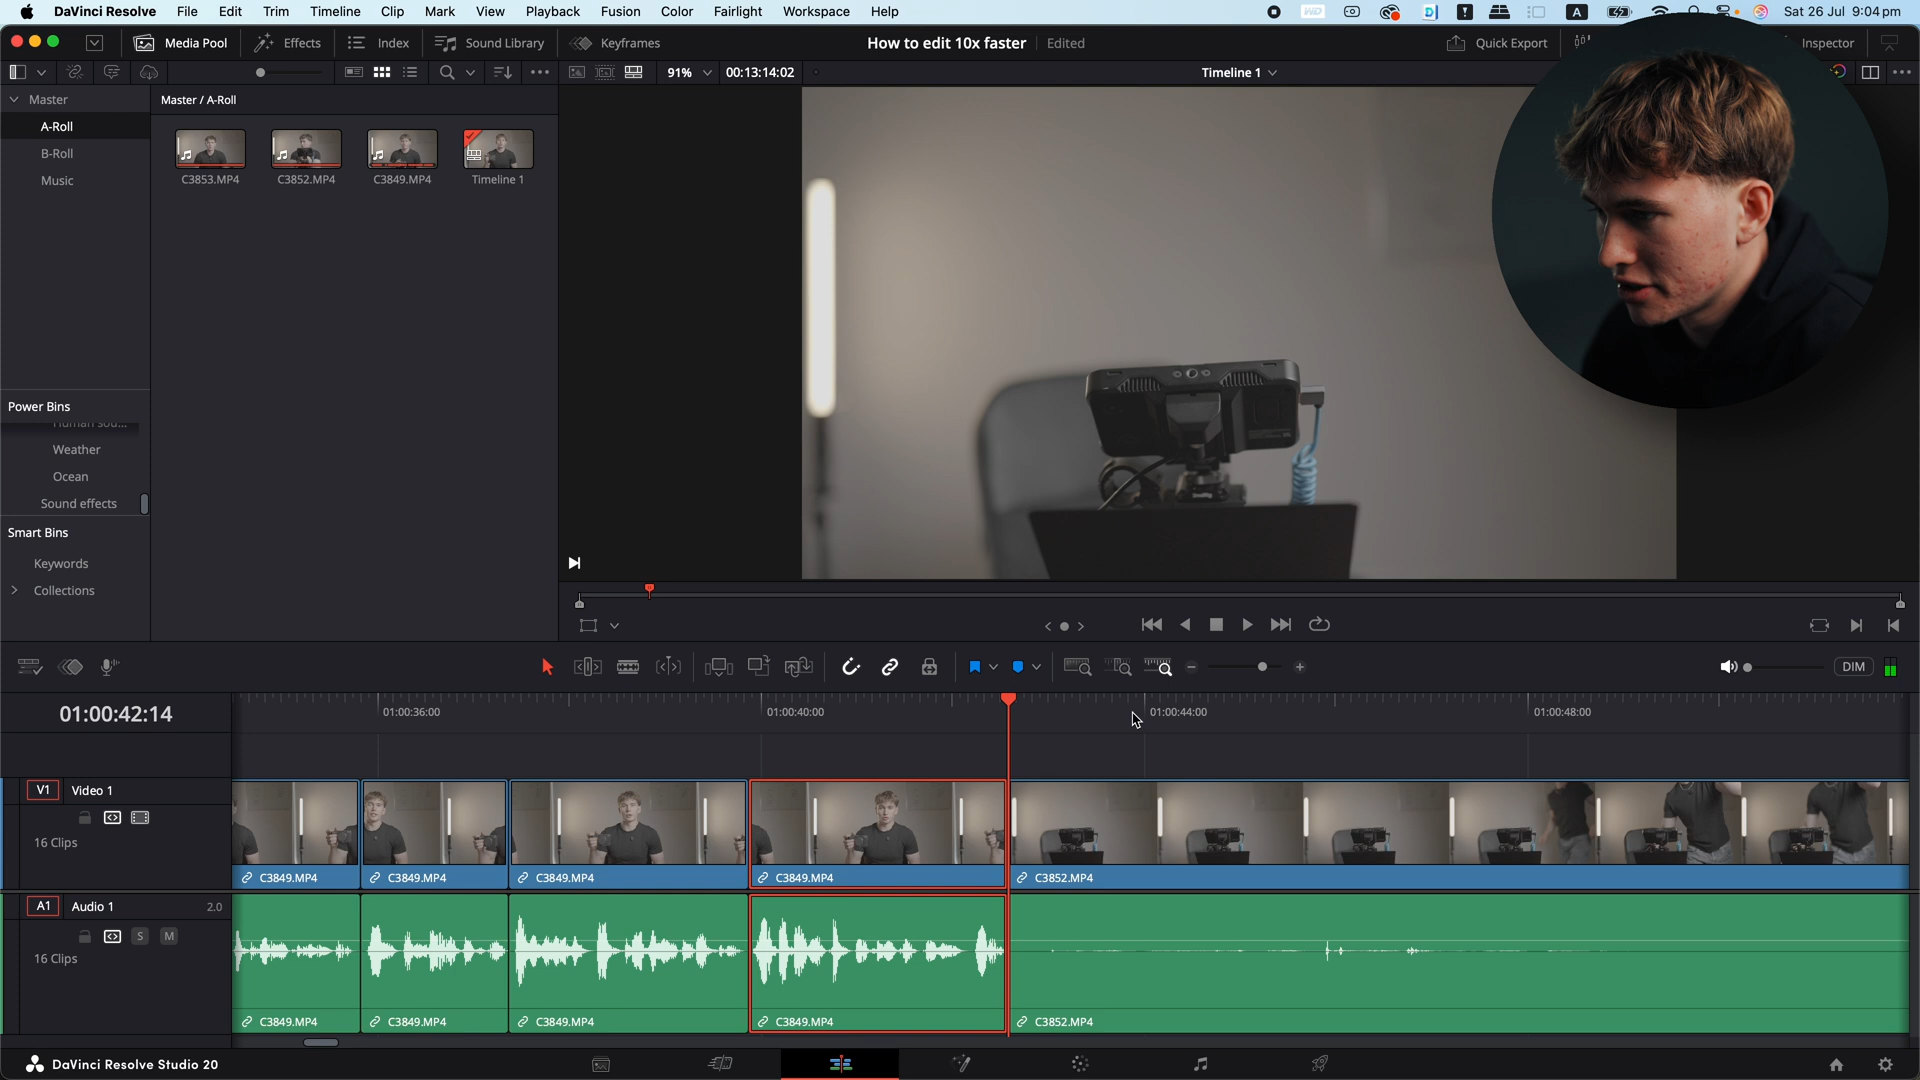 DaVinci Resolve File Edit Trim Timeline Clip Mark View Playback Fusion Color Fairlight Workspace Help
Sat 26 Jul 9:04 pm
Media Pool Effects Index Sound Library Keyframes
How to edit 10x faster Edited
Quick Export Inspector
91% 00:13:14:02 Timeline 1
Master
Master / A-Roll
A-Roll
B-Roll
Music
C3853.MP4 C3852.MP4 C3849.MP4 Timeline 1
Power Bins
Human sou...
Weather
Ocean
Sound effects
Smart Bins
Keywords
Collections
DIM
01:00:42:14
01:00:36:00 01:00:40:00 01:00:44:00 01:00:48:00
V1 Video 1
16 Clips
C3849.MP4 C3849.MP4 C3849.MP4 C3849.MP4 C3852.MP4
A1 Audio 1 2.0
S M
16 Clips
C3849.MP4 C3849.MP4 C3849.MP4 C3849.MP4 C3852.MP4
DaVinci Resolve Studio 20